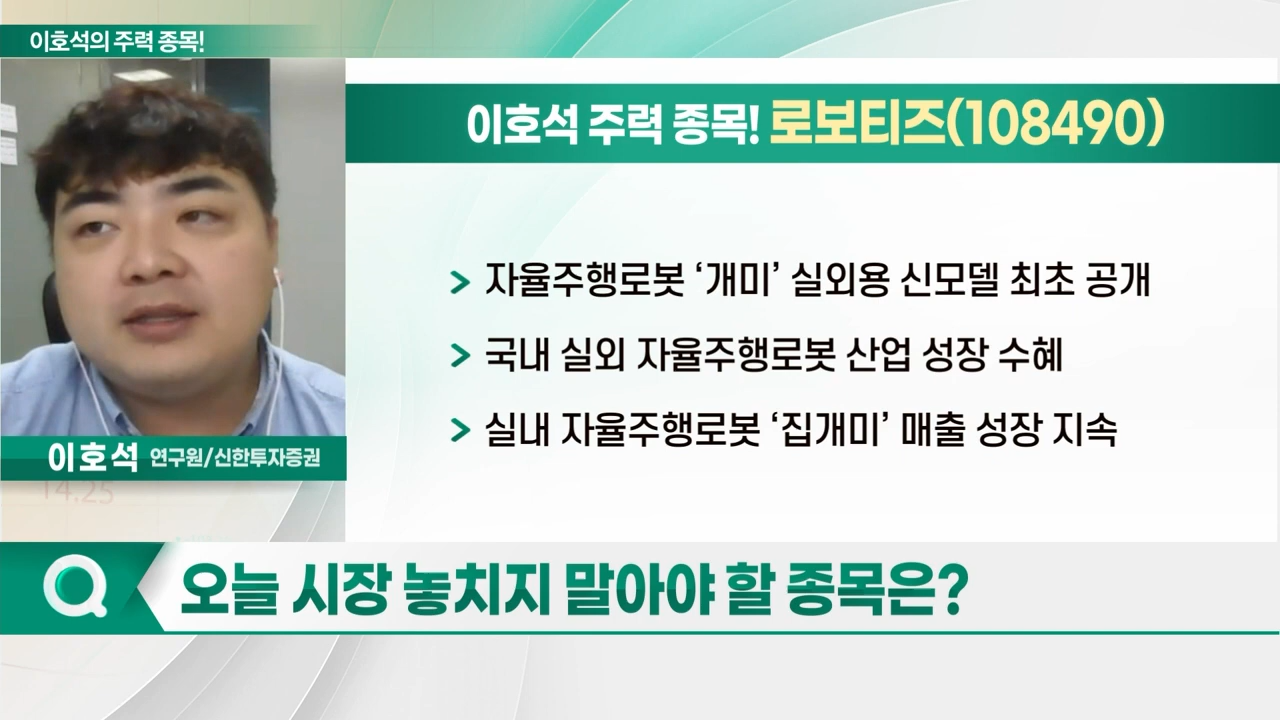 이호석의 주력 종목!
이호석 주력 종목! 로보티즈(108490)
> 자율주행로봇 ‘개미’ 실외용 신모델 최초 공개
> 국내 실외 자율주행로봇 산업 성장 수혜
> 실내 자율주행로봇 ‘집개미’ 매출 성장 지속
이호석 연구원/신한투자증권
14.25
Q 오늘 시장 놓치지 말아야 할 종목은?